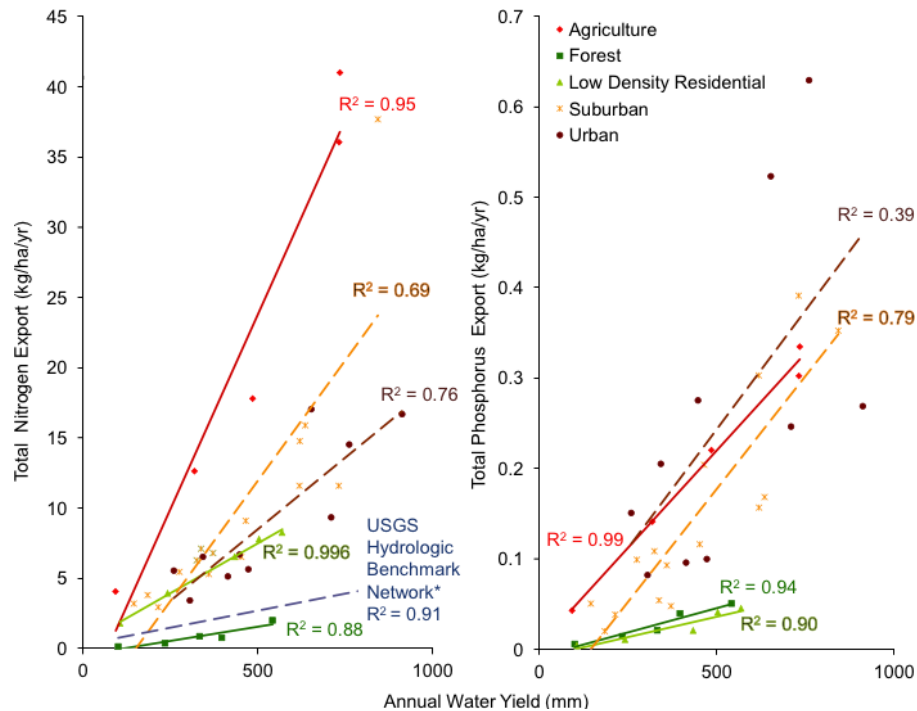 Total Nitrogen Export (kg/ha/yr)
45
40
35
30
25
20
15
10
5
0
0
500
1000
R² = 0.95
R² = 0.69
R² = 0.76
R² = 0.996
USGS
Hydrologic
Benchmark
Network*
R² = 0.91
R² = 0.88
Total Phosphorus Export (kg/ha/yr)
0.7
0.6
0.5
0.4
0.3
0.2
0.1
0
0
500
1000
Agriculture
Forest
Low Density Residential
Suburban
Urban
R² = 0.39
R² = 0.79
R² = 0.99
R² = 0.94
R² = 0.90
Annual Water Yield (mm)